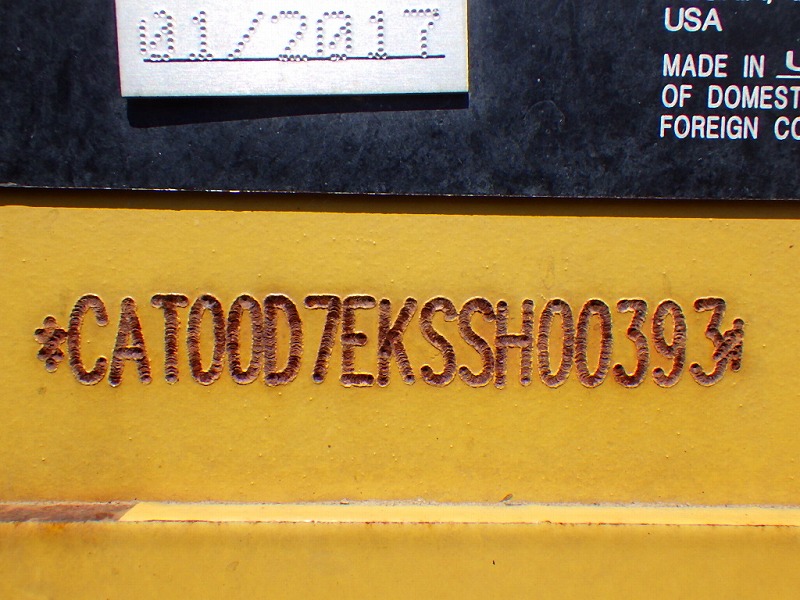 01/2017
USA
MADE IN
OF DOMEST
FOREIGN CO
*CAT00D7EKSSH00393*